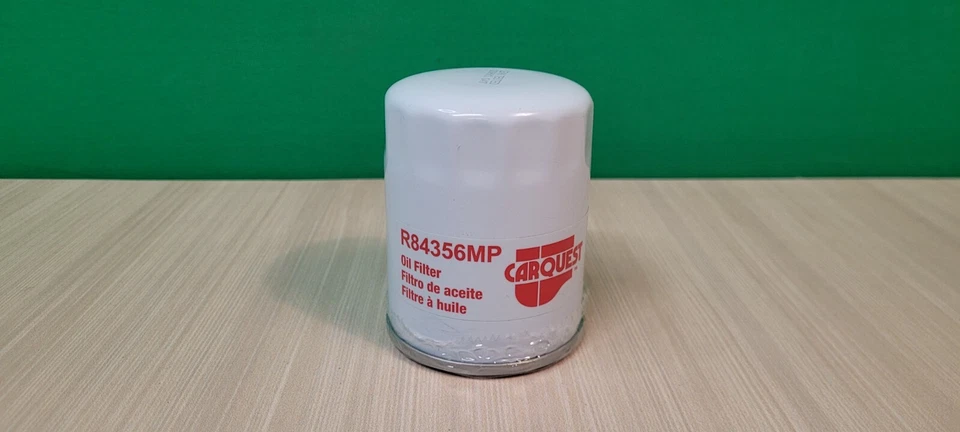 R84356MP
Oil Filter
Filtro de aceite
Filtre à huile
CARQUEST